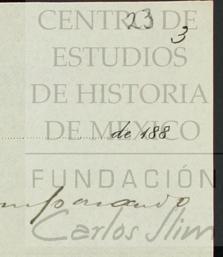 23
3
CENTRO DE
ESTUDIOS
DE HISTORIA
DE MEXICO
de 188
FUNDACIÓN
Carlos Slim